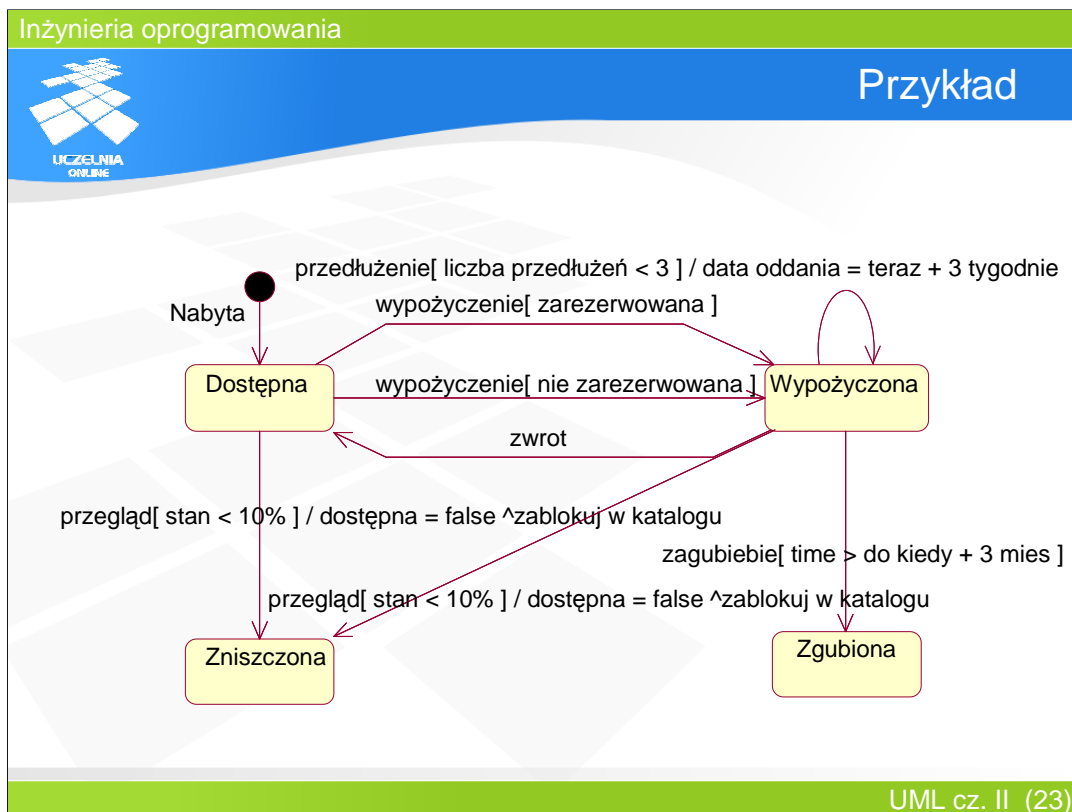 Inżynieria oprogramowania
Przykład
UCZELNIA
ONLINE
przedłużenie[ liczba przedłużeń < 3 ] / data oddania = teraz + 3 tygodnie
wypożyczenie[ zarezerwowana ]
Nabyta
Dostępna
wypożyczenie[ nie zarezerwowana ]
Wypożyczona
zwrot
przegląd[ stan < 10% ] / dostępna = false ^zablokuj w katalogu
zagubiebie[ time > do kiedy + 3 mies ]
przegląd[ stan < 10% ] / dostępna = false ^zablokuj w katalogu
Zniszczona
Zgubiona
UML cz. II (23)